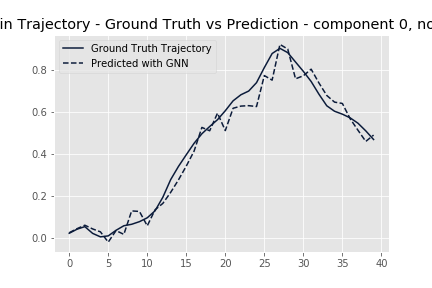 in Trajectory - Ground Truth vs Prediction - component 0, no
Ground Truth Trajectory
Predicted with GNN
0.8
0.6
0.4
0.2
0.0
0 5 10 15 20 25 30 35 40